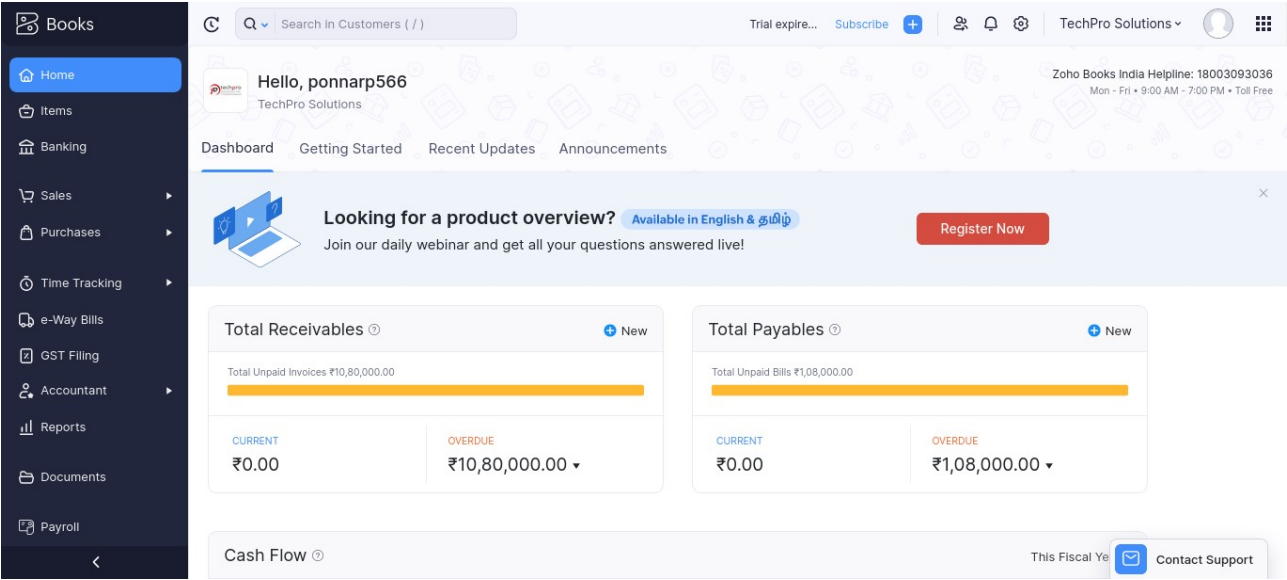 Books
Search in Customers ( / )
Trial expire...
Subscribe
TechPro Solutions
Home
Items
Banking
Sales
Purchases
Time Tracking
e-Way Bills
GST Filing
Accountant
Reports
Documents
Payroll
techpro
Hello, ponnarp566
TechPro Solutions
Zoho Books India Helpline: 18003093036
Mon - Fri • 9:00 AM - 7:00 PM • Toll Free
Dashboard
Getting Started
Recent Updates
Announcements
Looking for a product overview? Available in English & தமிழ்
Join our daily webinar and get all your questions answered live!
Register Now
Total Receivables
New
Total Unpaid Invoices ₹10,80,000.00
CURRENT
₹0.00
OVERDUE
₹10,80,000.00
Total Payables
New
Total Unpaid Bills ₹1,08,000.00
CURRENT
₹0.00
OVERDUE
₹1,08,000.00
Cash Flow
This Fiscal Ye
Contact Support